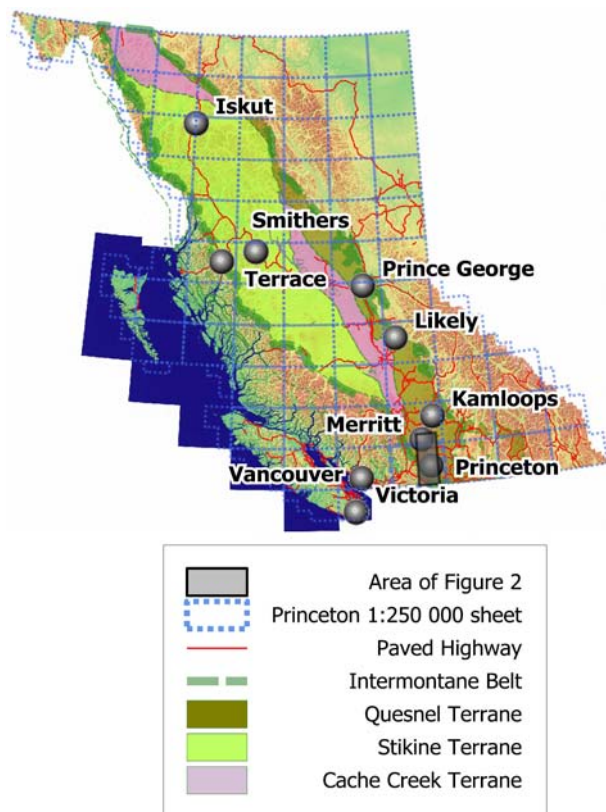 Iskut
Smithers
Terrace
Prince George
Likely
Kamloops
Merritt
Princeton
Vancouver
Victoria
Area of Figure 2
Princeton 1:250 000 sheet
Paved Highway
Intermontane Belt
Quesnel Terrane
Stikine Terrane
Cache Creek Terrane